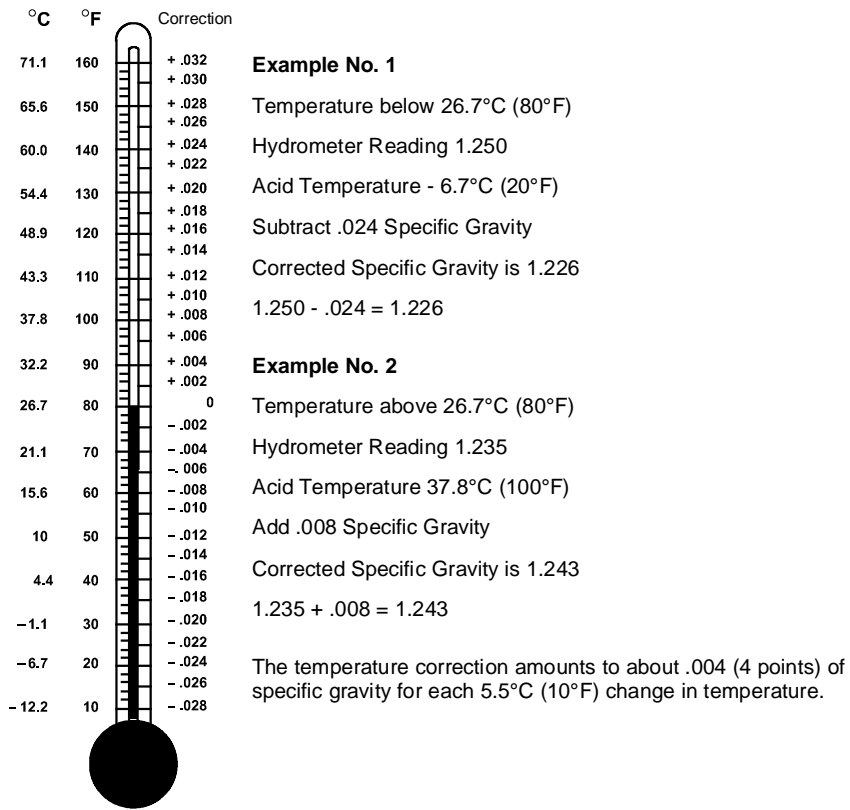 °C °F Correction
71.1 160 + .032
+ .030
65.6 150 + .028
+ .026
60.0 140 + .024
+ .022
54.4 130 + .020
+ .018
48.9 120 + .016
+ .014
43.3 110 + .012
+ .010
37.8 100 + .008
+ .006
32.2 90 + .004
+ .002
26.7 80 0
– .002
21.1 70 – .004
–. 006
15.6 60 – .008
– .010
10 50 – .012
– .014
4.4 40 – .016
– .018
–1.1 30 – .020
– .022
–6.7 20 – .024
– .026
– 12.2 10 – .028
Example No. 1
Temperature below 26.7°C (80°F)
Hydrometer Reading 1.250
Acid Temperature - 6.7°C (20°F)
Subtract .024 Specific Gravity
Corrected Specific Gravity is 1.226
1.250 - .024 = 1.226
Example No. 2
Temperature above 26.7°C (80°F)
Hydrometer Reading 1.235
Acid Temperature 37.8°C (100°F)
Add .008 Specific Gravity
Corrected Specific Gravity is 1.243
1.235 + .008 = 1.243
The temperature correction amounts to about .004 (4 points) of
specific gravity for each 5.5°C (10°F) change in temperature.